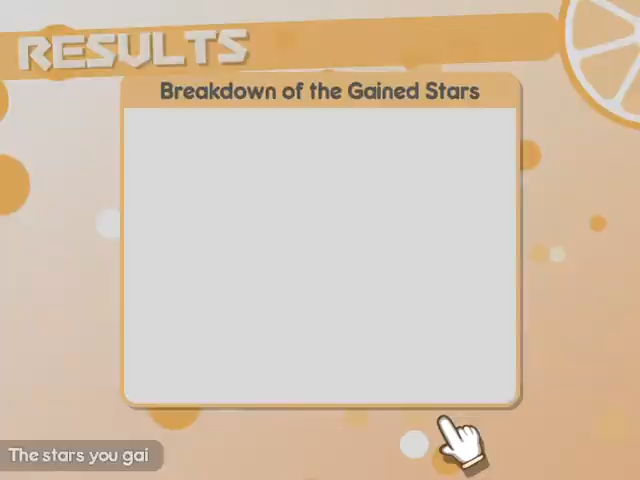 RESULTS
Breakdown of the Gained Stars
The stars you gai